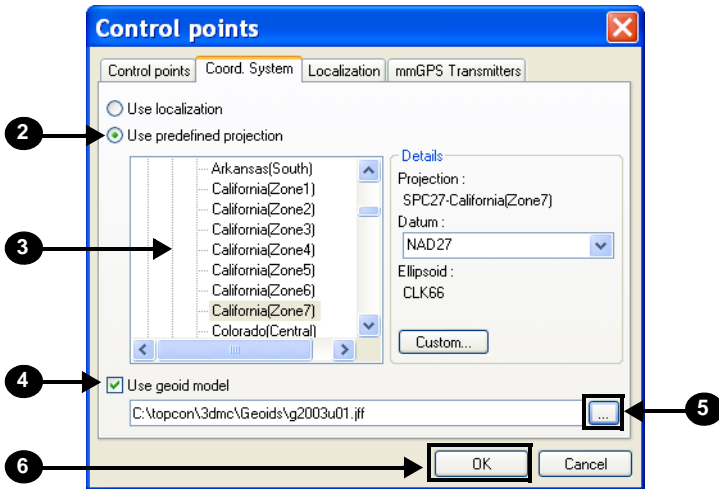 Control points
Control points Coord. System Localization mmGPS Transmitters
Use localization
2 Use predefined projection
Arkansas(South)
California(Zone1)
California(Zone2)
California(Zone3)
3 California(Zone4)
California(Zone5)
California(Zone6)
California(Zone7)
Colorado(Central)
Details
Projection :
SPC27-California(Zone7)
Datum :
NAD27
Ellipsoid :
CLK66
Custom...
4 Use geoid model
C:\topcon\3dmc\Geoids\g2003u01.jff ... 5
6 OK Cancel